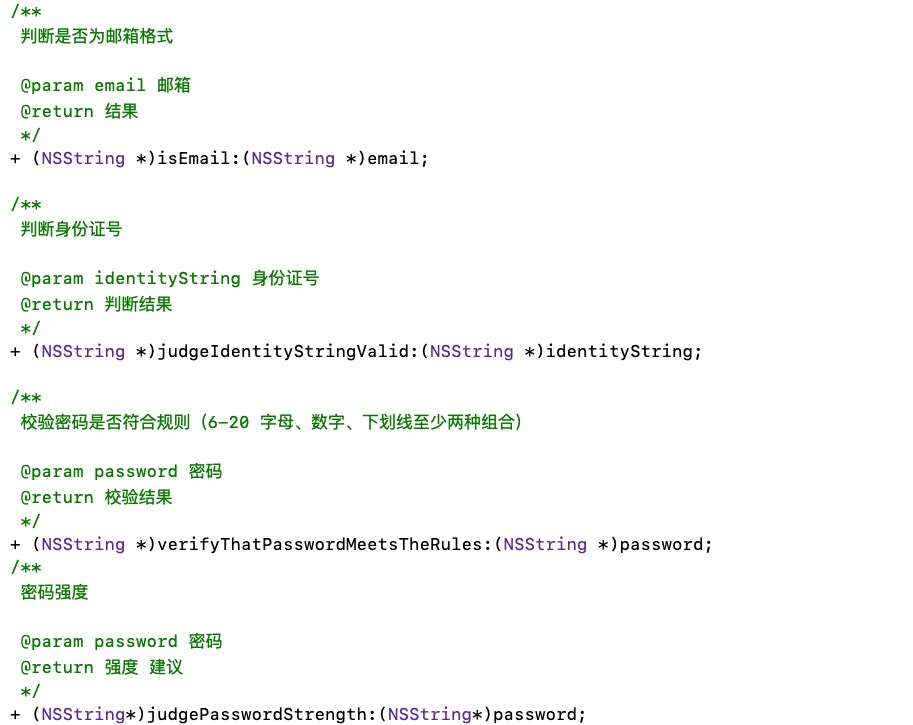 /**
判断是否为邮箱格式
@param email 邮箱
@return 结果
*/
+ (NSString *)isEmail:(NSString *)email;
/**
判断身份证号
@param identityString 身份证号
@return 判断结果
*/
+ (NSString *)judgeIdentityStringValid:(NSString *)identityString;
/**
校验密码是否符合规则（6-20 字母、数字、下划线至少两种组合）
@param password 密码
@return 校验结果
*/
+ (NSString *)verifyThatPasswordMeetsTheRules:(NSString *)password;
/**
密码强度
@param password 密码
@return 强度 建议
*/
+ (NSString*)judgePasswordStrength:(NSString*)password;